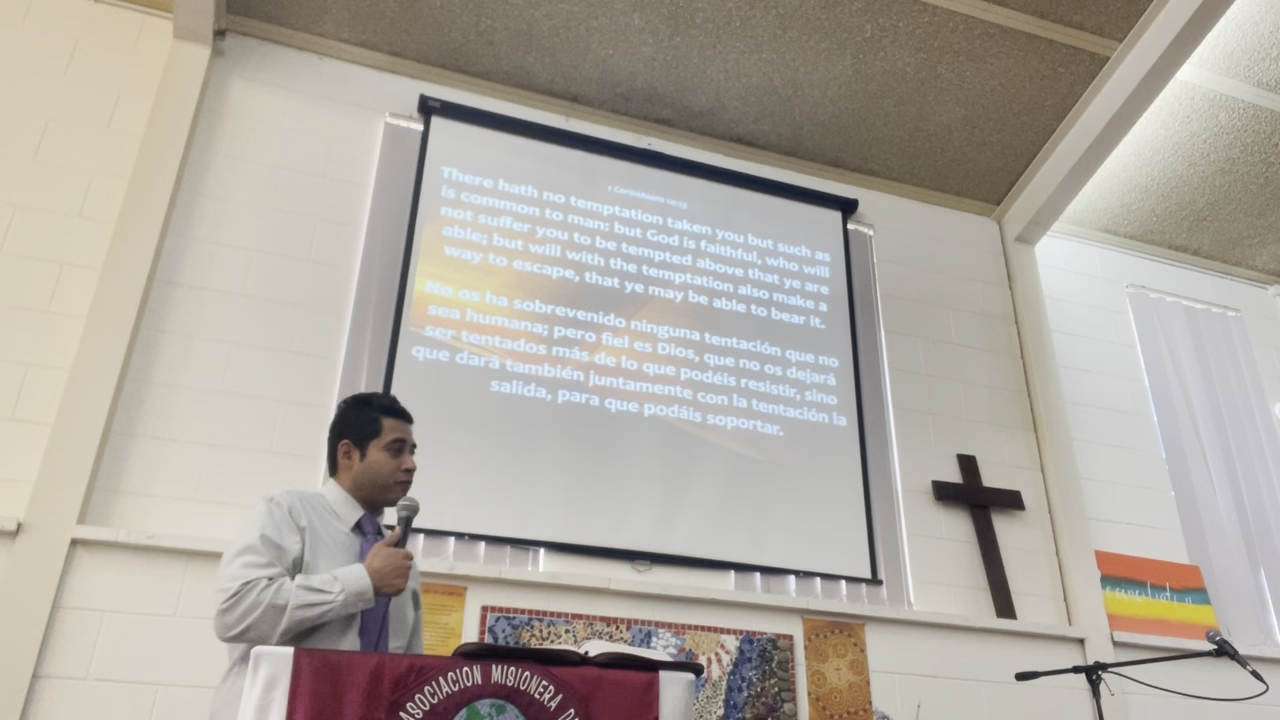 1 Corinthians 10:13
There hath no temptation taken you but such as
is common to man: but God is faithful, who will
not suffer you to be tempted above that ye are
able; but will with the temptation also make a
way to escape, that ye may be able to bear it.
No os ha sobrevenido ninguna tentación que no
sea humana; pero fiel es Dios, que no os dejará
ser tentados más de lo que podéis resistir, sino
que dará también juntamente con la tentación la
salida, para que podáis soportar.
ASOCIACION MISIONERA